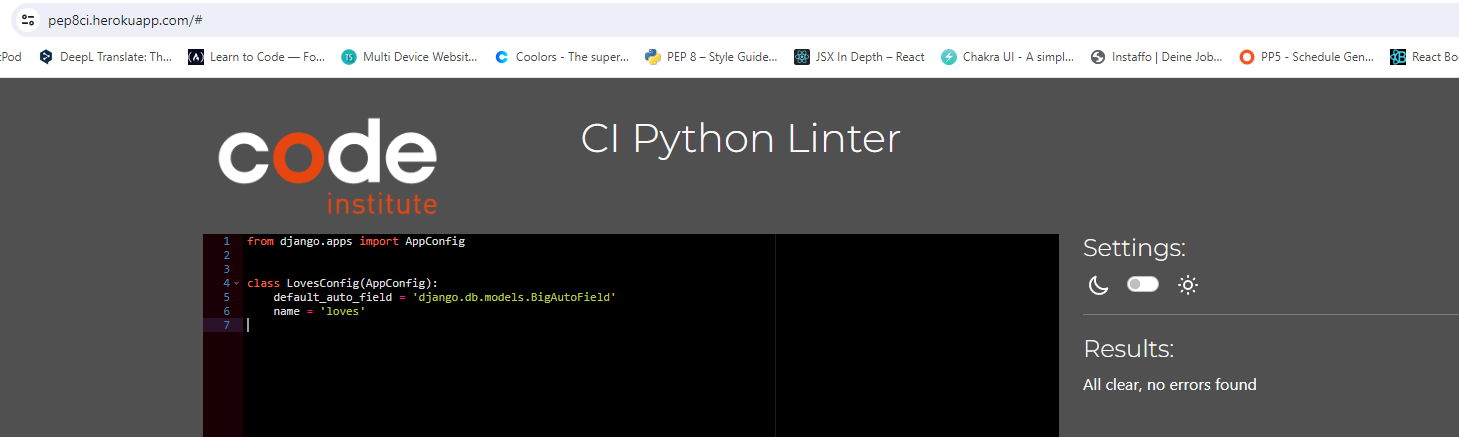 pep8ci.herokuapp.com/#
tPod DeepL Translate: Th... Learn to Code — Fo... Multi Device Websit... Coolors - The super... PEP 8 – Style Guide... JSX In Depth – React Chakra UI - A simpl... Instaffo | Deine Job... PP5 - Schedule Gen... React Bo
code
institute
CI Python Linter
1 from django.apps import AppConfig
2
3
4 class LovesConfig(AppConfig):
5 default_auto_field = 'django.db.models.BigAutoField'
6 name = 'loves'
7
Settings:
Results:
All clear, no errors found